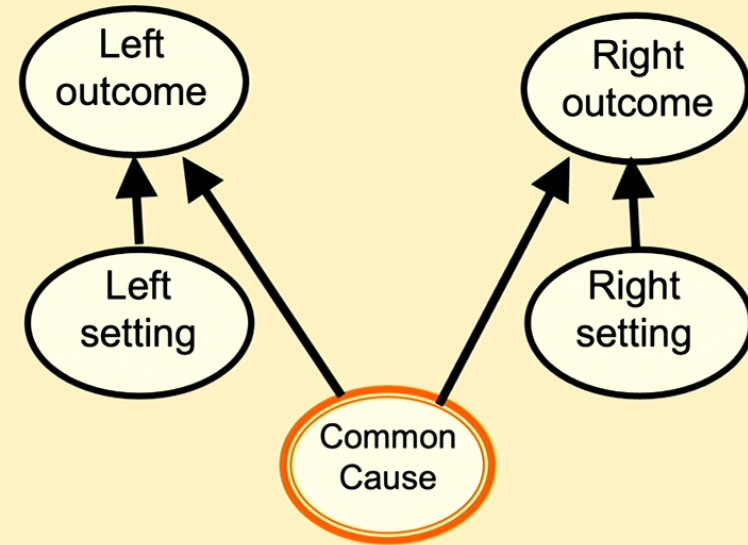 Left
outcome
Right
outcome
Left
setting
Right
setting
Common
Cause